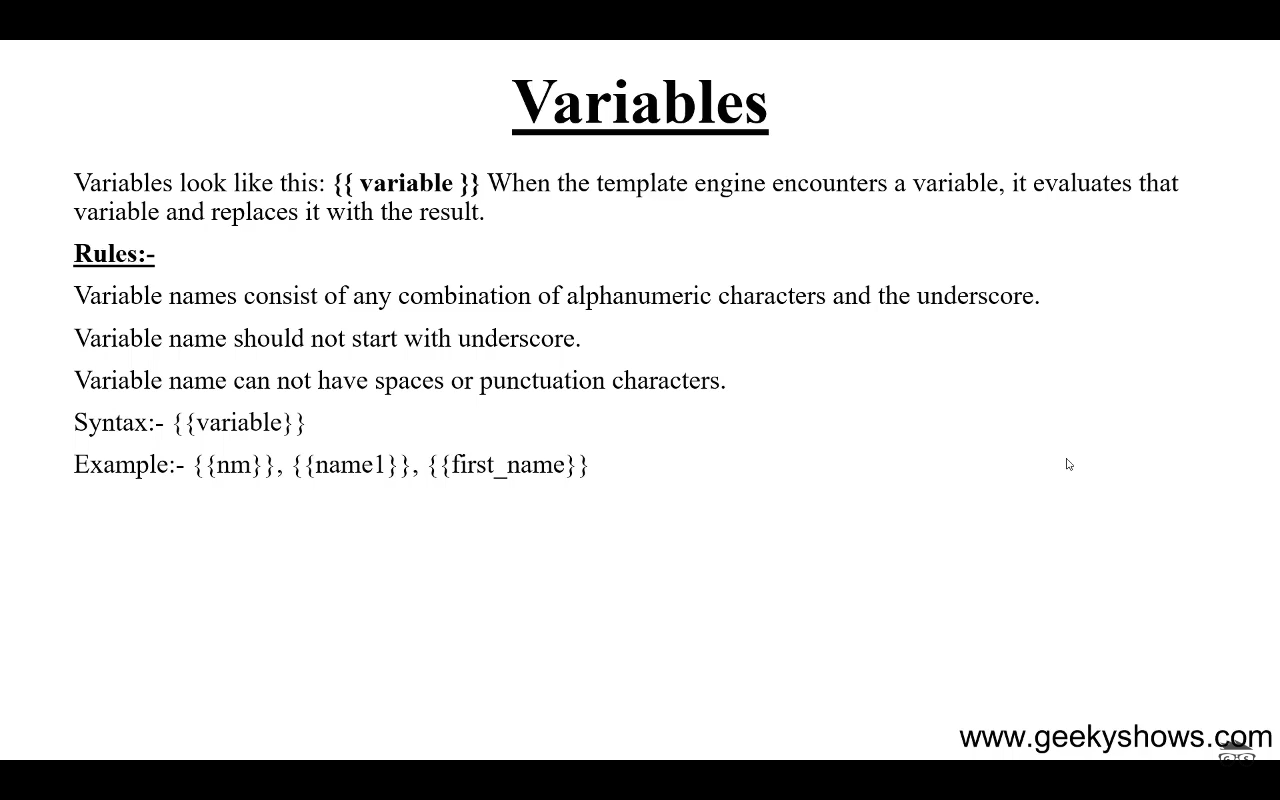 Variables
Variables look like this: {{ variable }} When the template engine encounters a variable, it evaluates that
variable and replaces it with the result.
Rules:-
Variable names consist of any combination of alphanumeric characters and the underscore.
Variable name should not start with underscore.
Variable name can not have spaces or punctuation characters.
Syntax:- {{variable}}
Example:- {{nm}}, {{name1}}, {{first_name}}
www.geekyshows.com